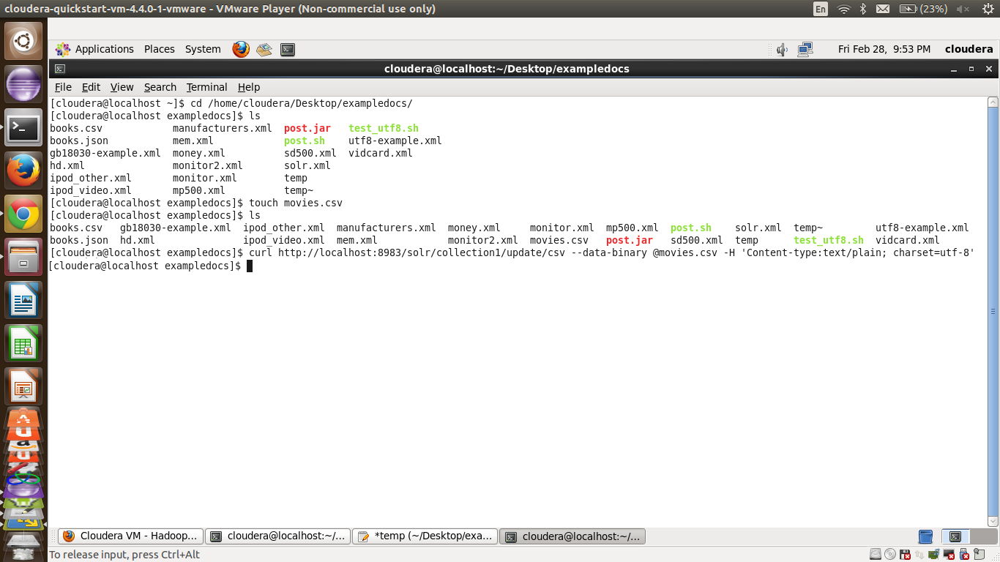 cloudera-quickstart-vm-4.4.0-1-vmware - VMware Player (Non-commercial use only)
En
(23%)
Applications Places System
Fri Feb 28, 9:53 PM cloudera
cloudera@localhost:~/Desktop/exampledocs
File Edit View Search Terminal Help
[cloudera@localhost ~]$ cd /home/cloudera/Desktop/exampledocs/
[cloudera@localhost exampledocs]$ ls
books.csv manufacturers.xml post.jar test_utf8.sh
books.json mem.xml post.sh utf8-example.xml
gb18030-example.xml money.xml sd500.xml vidcard.xml
hd.xml monitor2.xml solr.xml
ipod_other.xml monitor.xml temp
ipod_video.xml mp500.xml temp~
[cloudera@localhost exampledocs]$ touch movies.csv
[cloudera@localhost exampledocs]$ ls
books.csv gb18030-example.xml ipod_other.xml manufacturers.xml money.xml monitor.xml mp500.xml post.sh solr.xml temp~ utf8-example.xml
books.json hd.xml ipod_video.xml mem.xml monitor2.xml movies.csv post.jar sd500.xml temp test_utf8.sh vidcard.xml
[cloudera@localhost exampledocs]$ curl http://localhost:8983/solr/collection1/update/csv --data-binary @movies.csv -H 'Content-type:text/plain; charset=utf-8'
[cloudera@localhost exampledocs]$
Cloudera VM - Hadoop... cloudera@localhost:~/... *temp (~/Desktop/exa... cloudera@localhost:~/...
To release input, press Ctrl+Alt